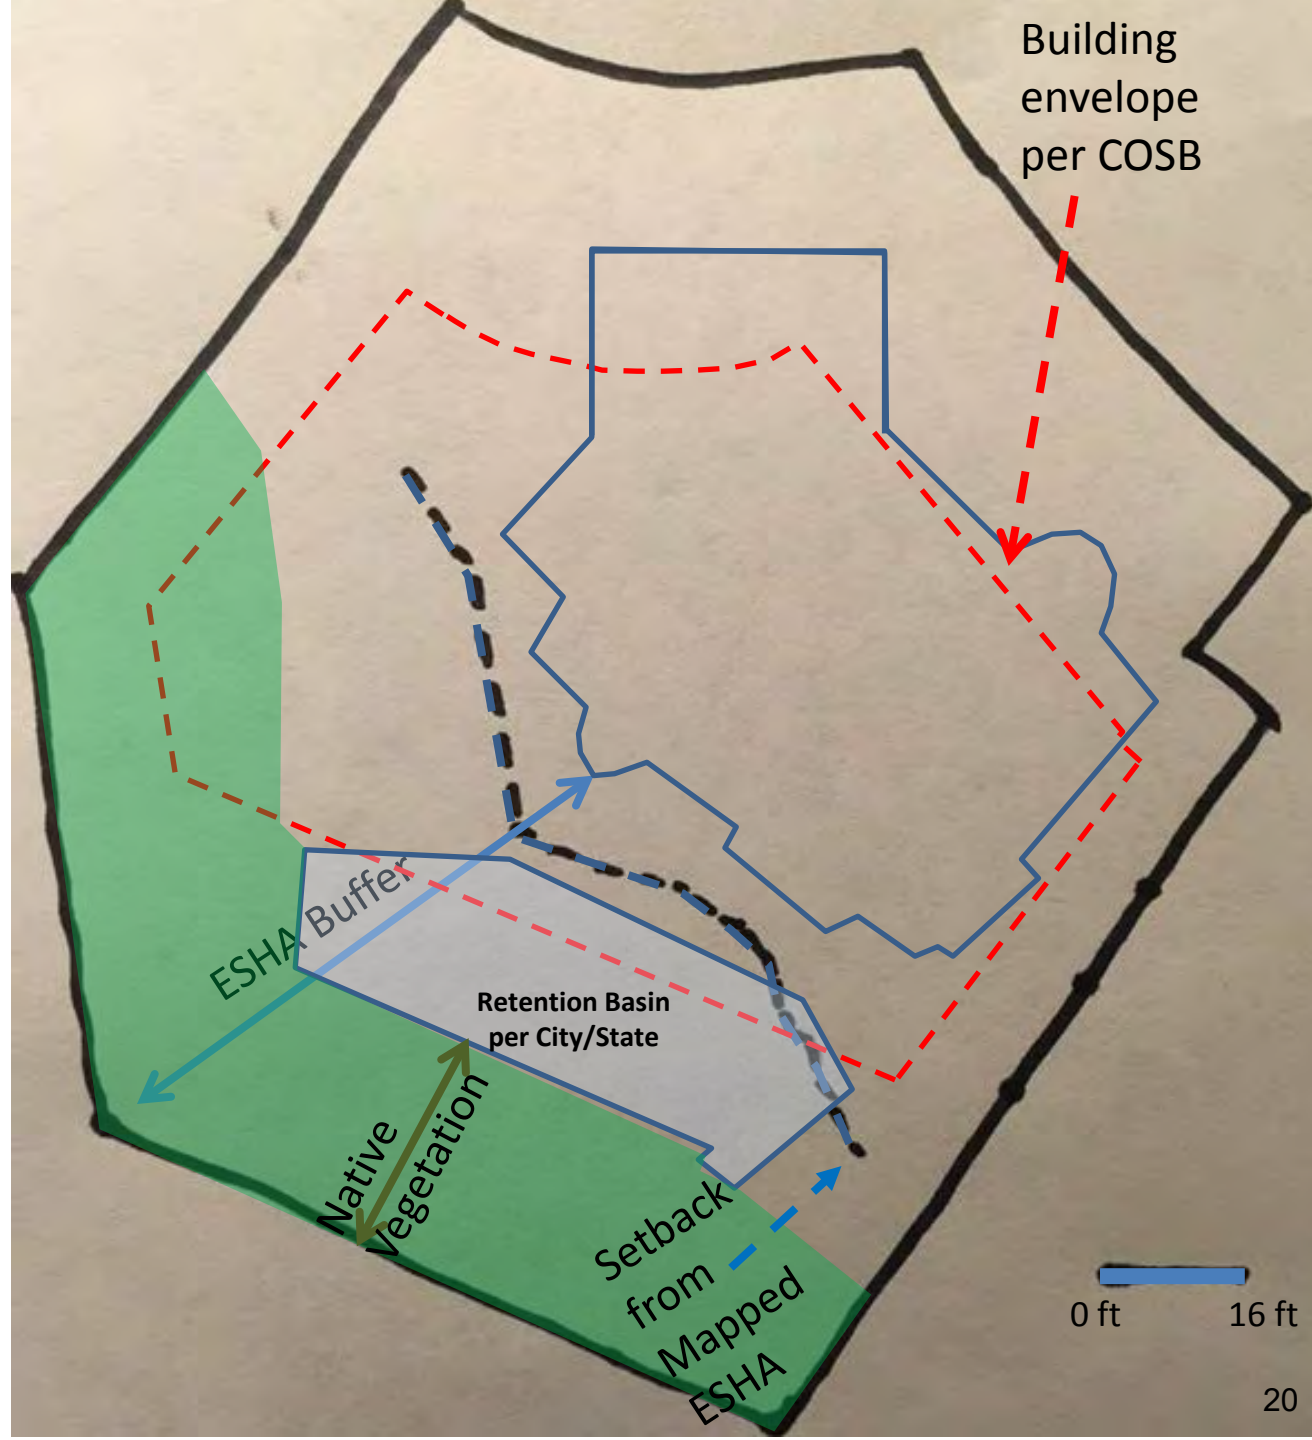 Building
envelope
per COSB
ESHA Buffer
Retention Basin
per City/State
Native
Vegetation
Setback
from
Mapped
ESHA
0 ft 16 ft
20